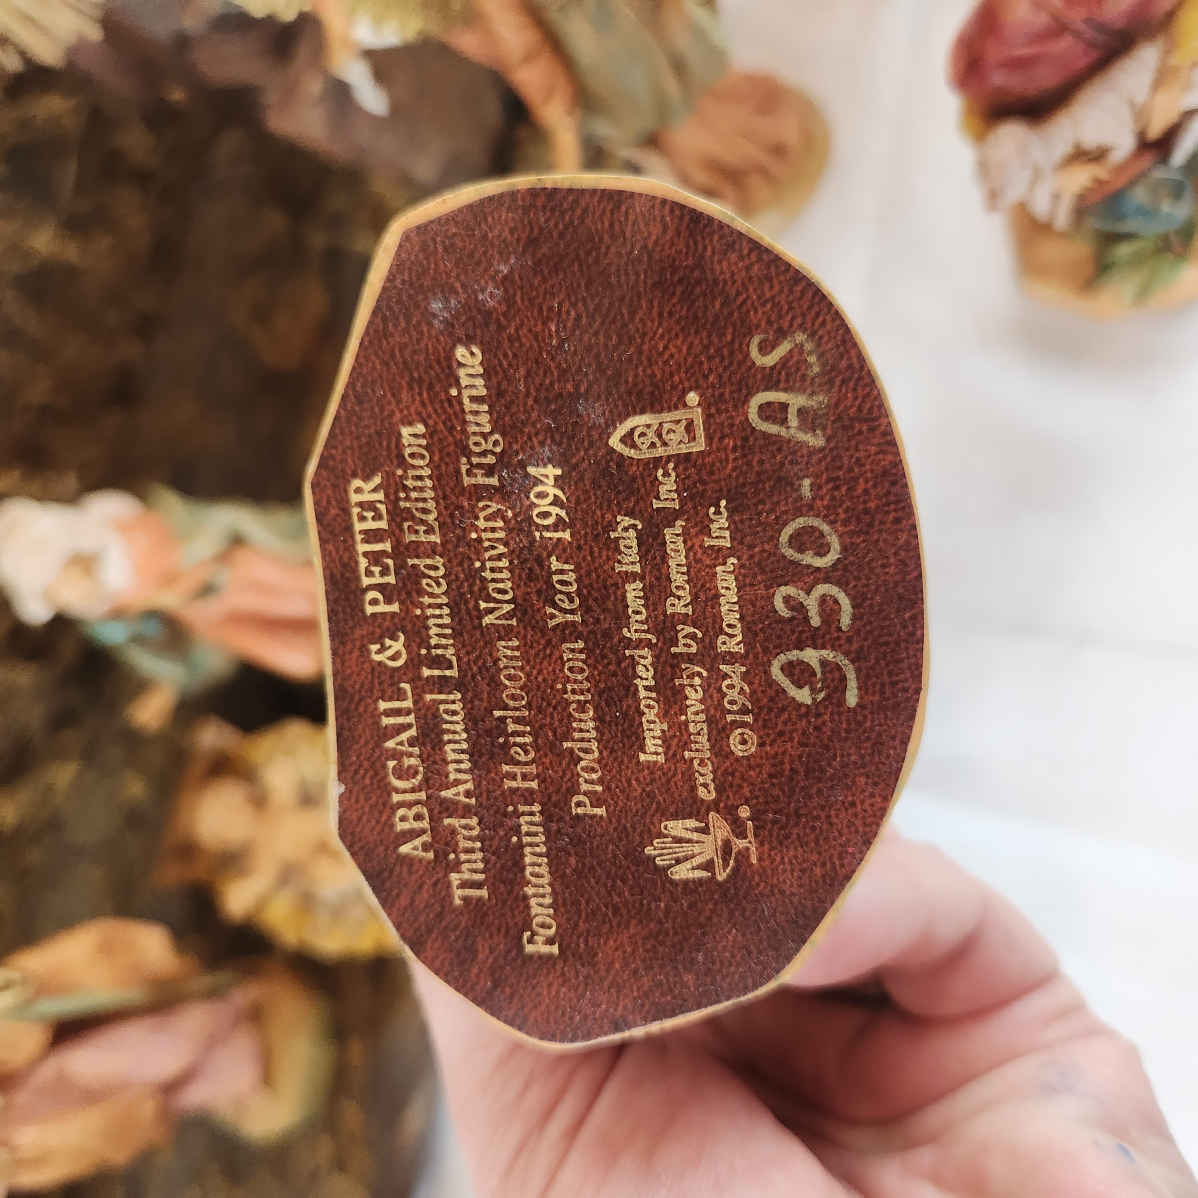 ABIGAIL & PETER
Third Annual Limited Edition
Fontanini Heirloom Nativity Figurine
Production Year 1994
Imported from Italy
exclusively by Roman, Inc.
©1994 Roman, Inc.
930-AS